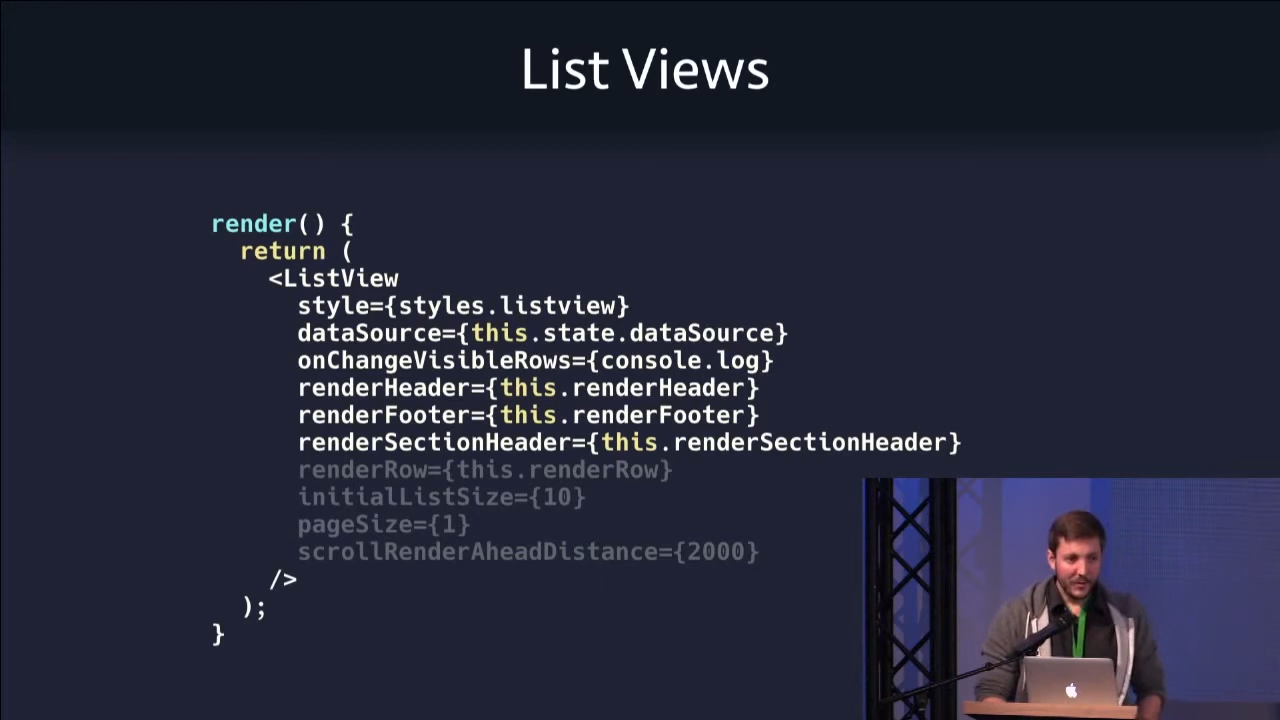 List Views
render() {
return (
<ListView
style={styles.listview}
dataSource={this.state.dataSource}
onChangeVisibleRows={console.log}
renderHeader={this.renderHeader}
renderFooter={this.renderFooter}
renderSectionHeader={this.renderSectionHeader}
renderRow={this.renderRow}
initialListSize={10}
pageSize={1}
scrollRenderAheadDistance={2000}
/>
);
}